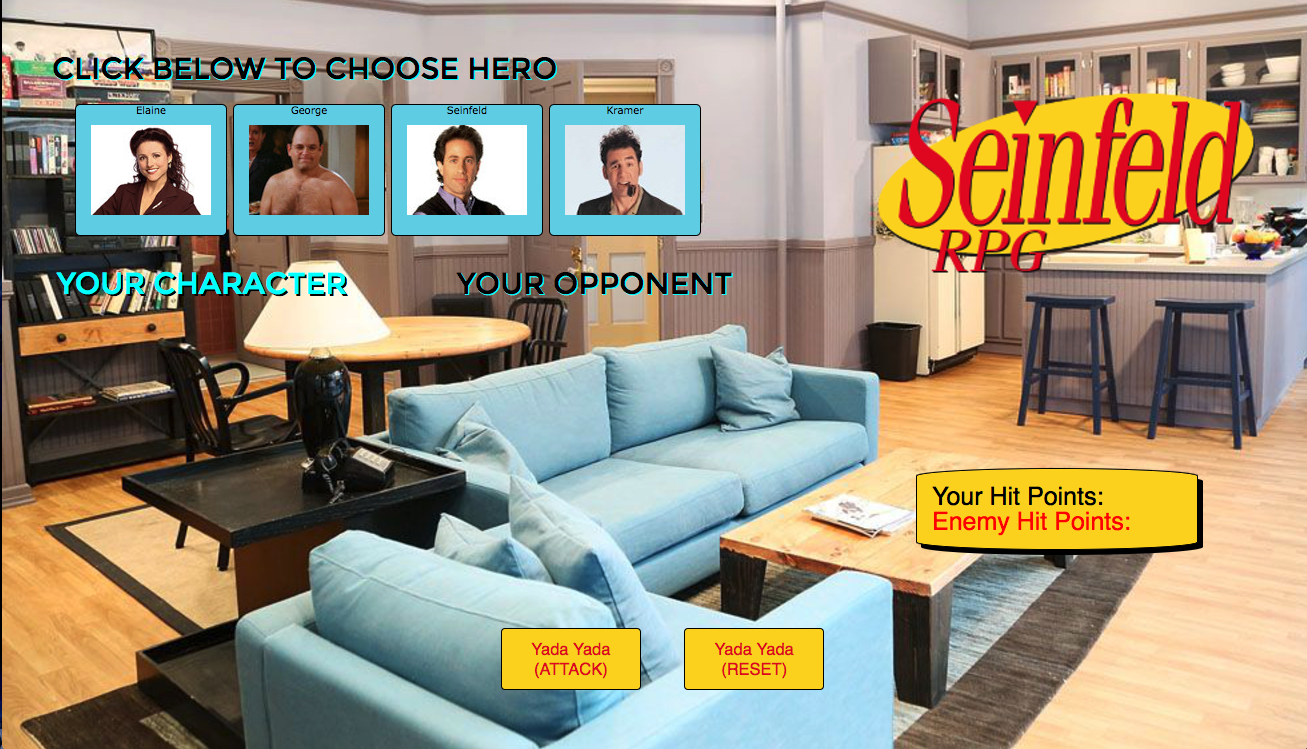 CLICK BELOW TO CHOOSE HERO
Elaine
George
Seinfeld
Kramer
Seinfeld
RPG
YOUR CHARACTER
YOUR OPPONENT
Your Hit Points:
Enemy Hit Points:
Yada Yada
(ATTACK)
Yada Yada
(RESET)